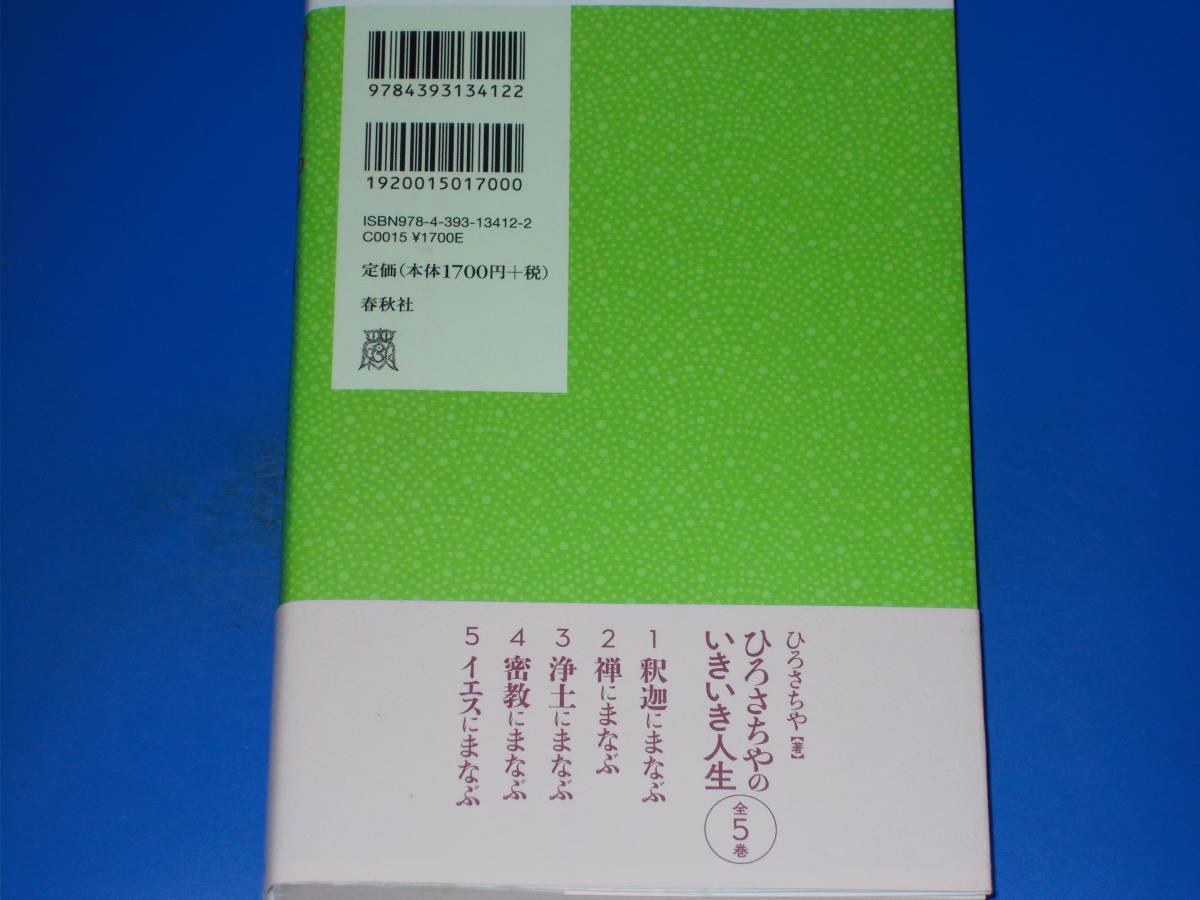 9784393134122
1920015017000
ISBN978-4-393-13412-2
C0015 ¥1700E
定価(本体1700円+税)
春秋社
ひろさちや【著】
ひろさちやの
いきいき人生
全5巻
1 釈迦にまなぶ
2 禅にまなぶ
3 浄土にまなぶ
4 密教にまなぶ
5 イエスにまなぶ